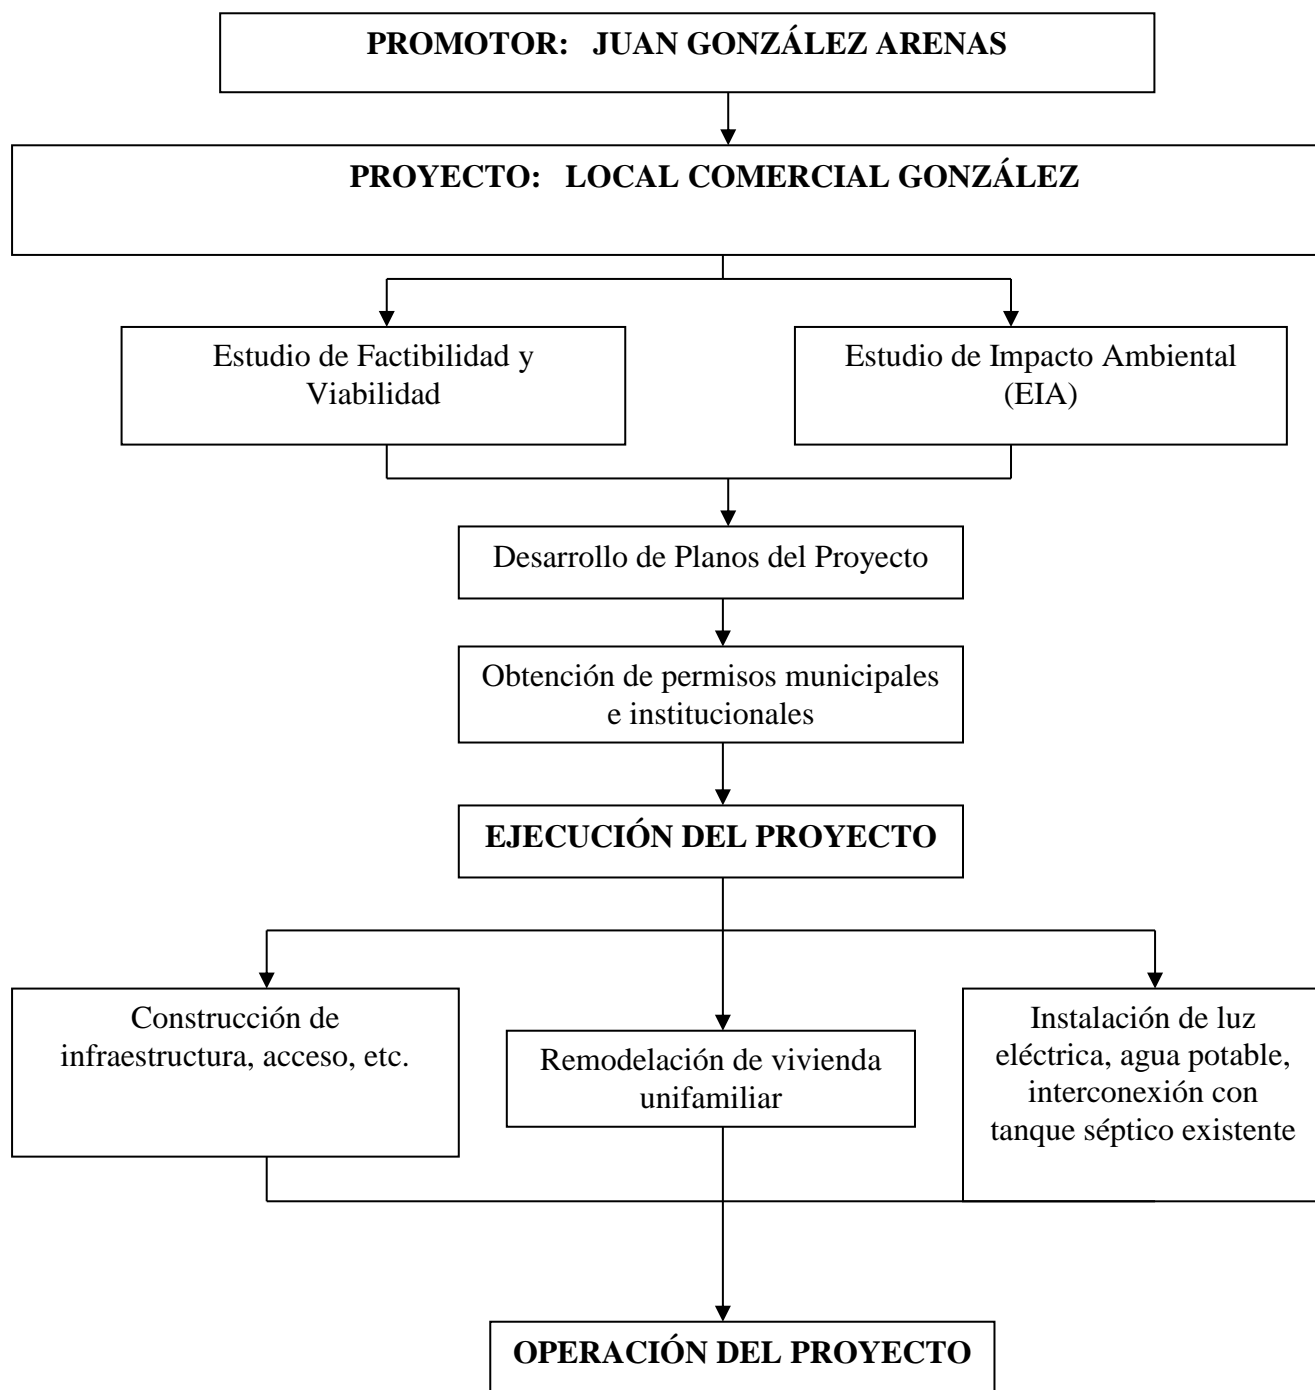 PROMOTOR: JUAN GONZÁLEZ ARENAS
PROYECTO: LOCAL COMERCIAL GONZÁLEZ
Estudio de Factibilidad y
Viabilidad
Estudio de Impacto Ambiental
(EIA)
Desarrollo de Planos del Proyecto
Obtención de permisos municipales
e institucionales
EJECUCIÓN DEL PROYECTO
Construcción de
infraestructura, acceso, etc.
Remodelación de vivienda
unifamiliar
Instalación de luz
eléctrica, agua potable,
interconexión con
tanque séptico existente
OPERACIÓN DEL PROYECTO